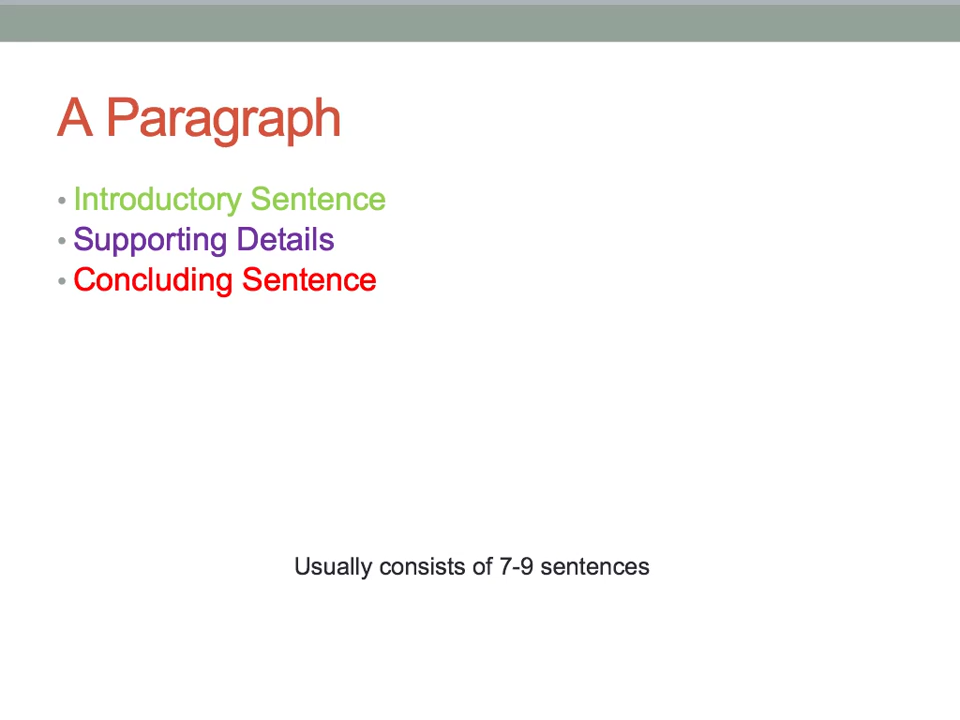 A Paragraph
• Introductory Sentence
• Supporting Details
• Concluding Sentence
Usually consists of 7-9 sentences